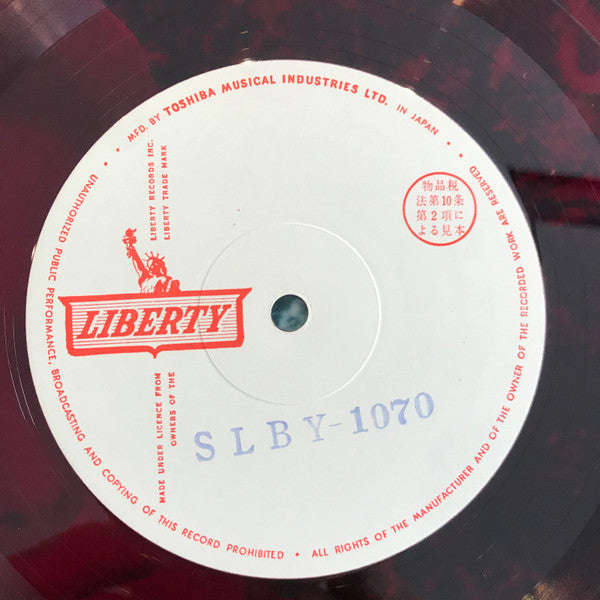 • MFD. BY TOSHIBA MUSICAL INDUSTRIES LTD. IN JAPAN •
LIBERTY RECORDS INC.
LIBERTY TRADE MARK
物品税
法第10条
第2項に
よる見本
LIBERTY
MADE UNDER LICENCE FROM
OWNERS OF THE
SLBY-1070
• UNAUTHORIZED PUBLIC PERFORMANCE, BROADCASTING AND COPYING OF THIS RECORD PROHIBITED • ALL RIGHTS OF THE MANUFACTURER AND OF THE OWNER OF THE RECORDED WORK ARE RESERVED